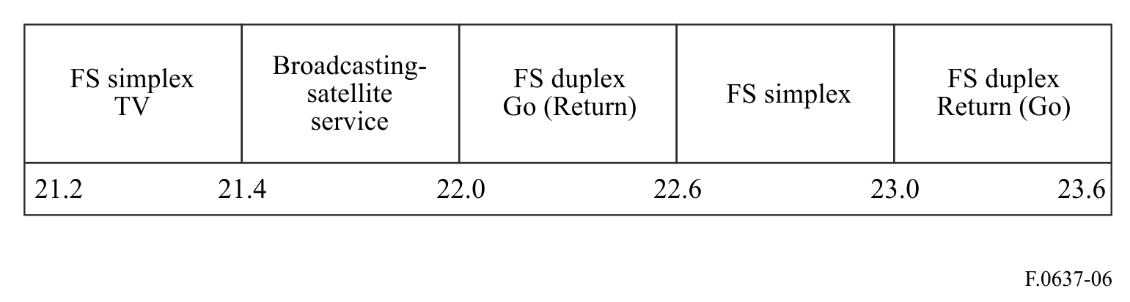 FS simplex
TV
Broadcasting-
satellite
service
FS duplex
Go (Return)
FS simplex
FS duplex
Return (Go)
21.2 21.4 22.0 22.6 23.0 23.6
F.0637-06